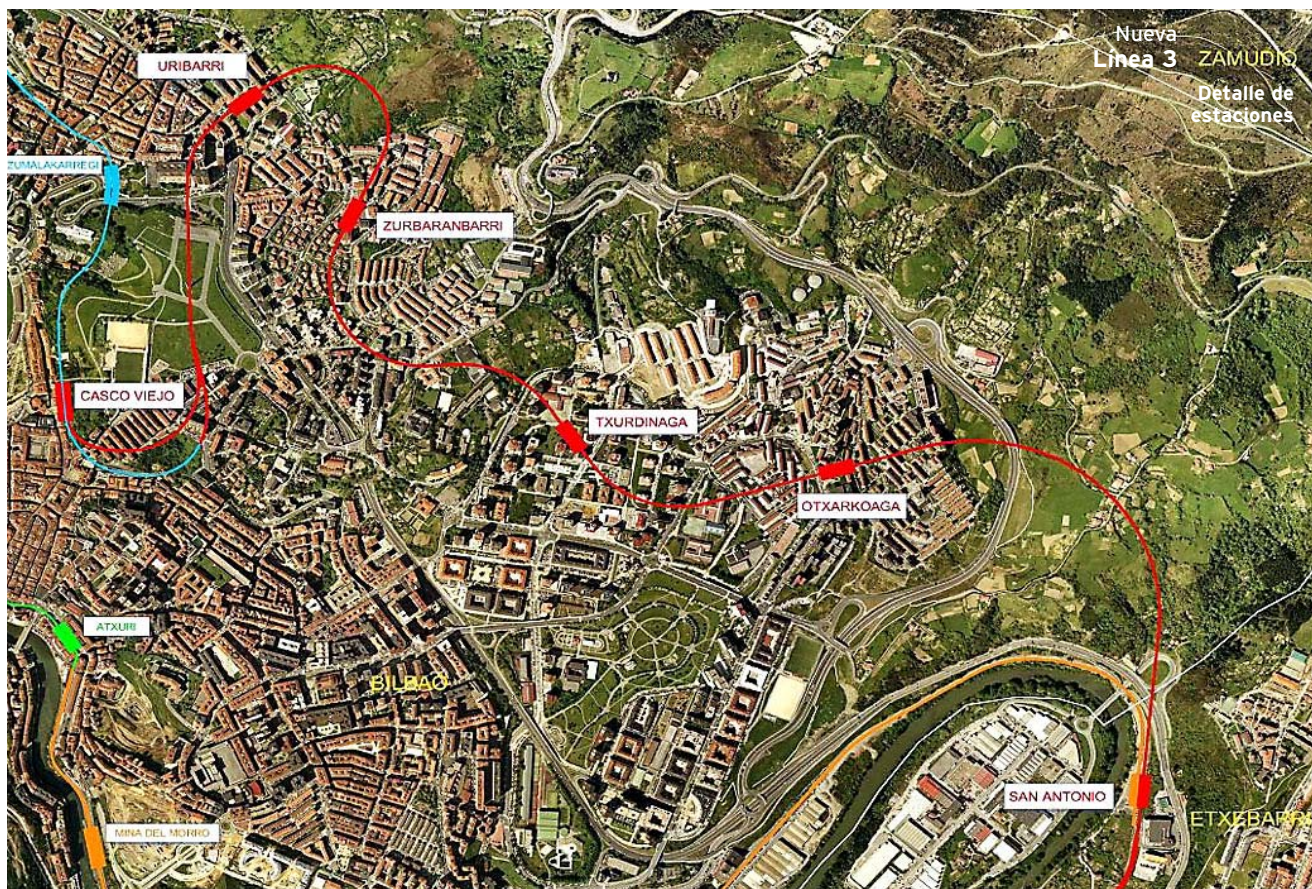 Nueva
Línea 3
ZAMUDIO
Detalle de
estaciones
URIBARRI
ZUMALAKARREGI
ZURBARANBARRI
CASCO VIEJO
TXURDINAGA
OTXARKOAGA
ATXURI
BILBAO
SAN ANTONIO
ETXEBARRI
MINA DEL MORRO